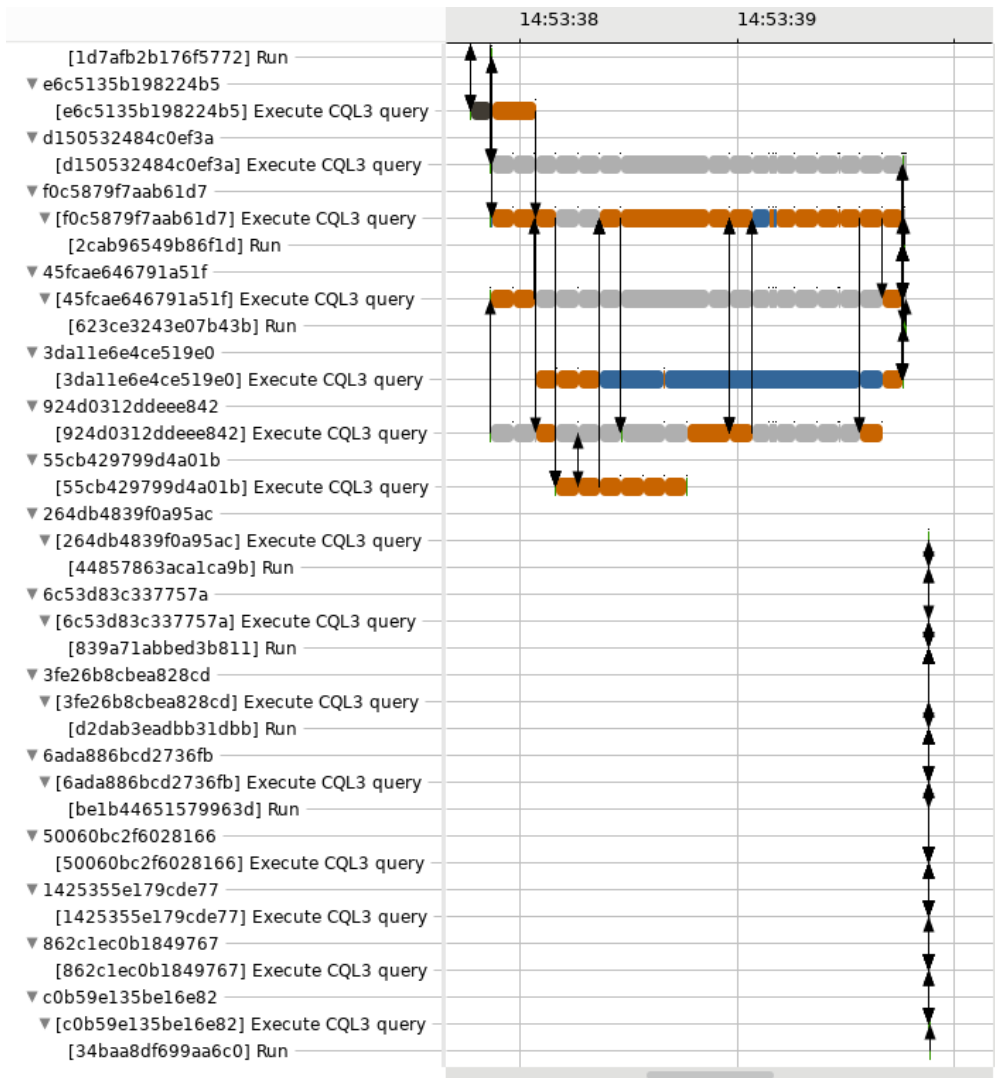 14:53:38 14:53:39
[1d7afb2b176f5772] Run
e6c5135b198224b5
[e6c5135b198224b5] Execute CQL3 query
d150532484c0ef3a
[d150532484c0ef3a] Execute CQL3 query
f0c5879f7aab61d7
[f0c5879f7aab61d7] Execute CQL3 query
[2cab96549b86f1d] Run
45fcae646791a51f
[45fcae646791a51f] Execute CQL3 query
[623ce3243e07b43b] Run
3da11e6e4ce519e0
[3da11e6e4ce519e0] Execute CQL3 query
924d0312ddeee842
[924d0312ddeee842] Execute CQL3 query
55cb429799d4a01b
[55cb429799d4a01b] Execute CQL3 query
264db4839f0a95ac
[264db4839f0a95ac] Execute CQL3 query
[44857863aca1ca9b] Run
6c53d83c337757a
[6c53d83c337757a] Execute CQL3 query
[839a71abbed3b811] Run
3fe26b8cbea828cd
[3fe26b8cbea828cd] Execute CQL3 query
[d2dab3eadbb31dbb] Run
6ada886bcd2736fb
[6ada886bcd2736fb] Execute CQL3 query
[be1b44651579963d] Run
50060bc2f6028166
[50060bc2f6028166] Execute CQL3 query
1425355e179cde77
[1425355e179cde77] Execute CQL3 query
862c1ec0b1849767
[862c1ec0b1849767] Execute CQL3 query
c0b59e135be16e82
[c0b59e135be16e82] Execute CQL3 query
[34baa8df699aa6c0] Run